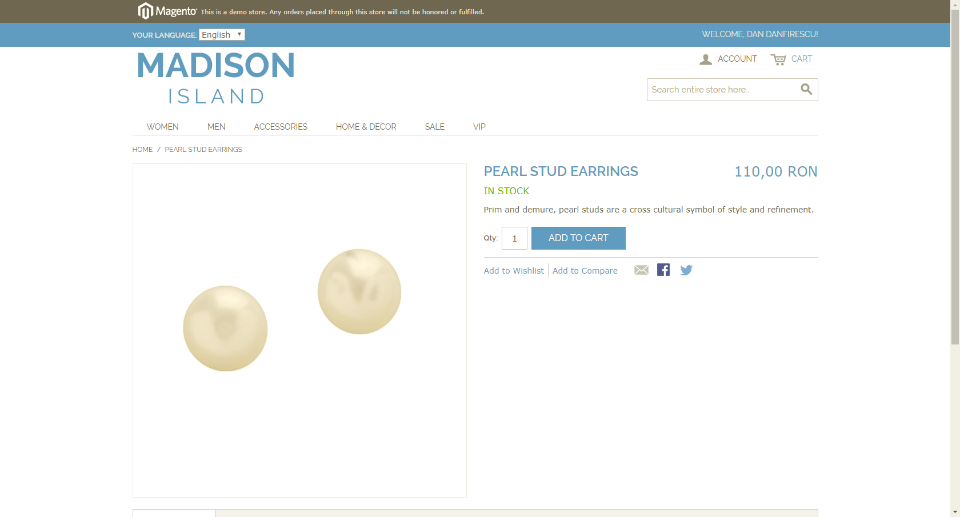 Magento This is a demo store. Any orders placed through this store will not be honored or fulfilled.
YOUR LANGUAGE: English WELCOME, DAN DANFIRESCU!
MADISON
ISLAND
ACCOUNT CART
Search entire store here...
WOMEN MEN ACCESSORIES HOME & DECOR SALE VIP
HOME / PEARL STUD EARRINGS
PEARL STUD EARRINGS 110,00 RON
IN STOCK
Prim and demure, pearl studs are a cross cultural symbol of style and refinement.
Qty: 1 ADD TO CART
Add to Wishlist Add to Compare